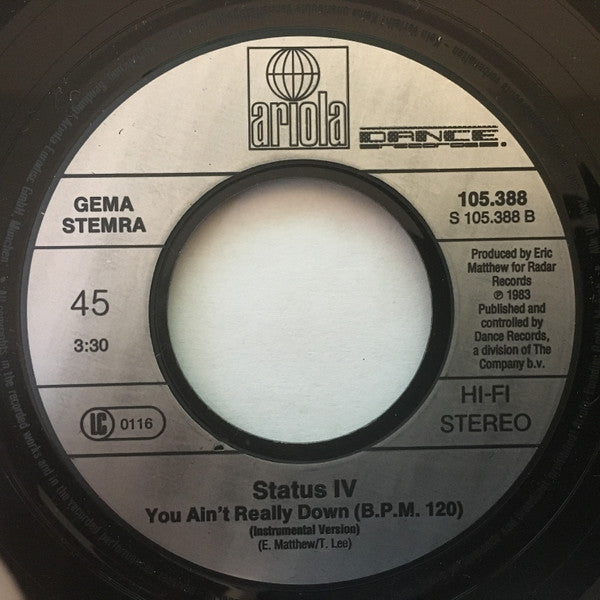 ariola
DANCE
RECORDS.
GEMA
STEMRA
45
3:30
LC 0116
105.388
S 105.388 B
Produced by Eric
Matthew for Radar
Records
℗ 1983
Published and
controlled by
Dance Records,
a division of The
Company b.v.
HI-FI
STEREO
Status IV
You Ain't Really Down (B.P.M. 120)
(Instrumental Version)
(E. Matthew/T. Lee)